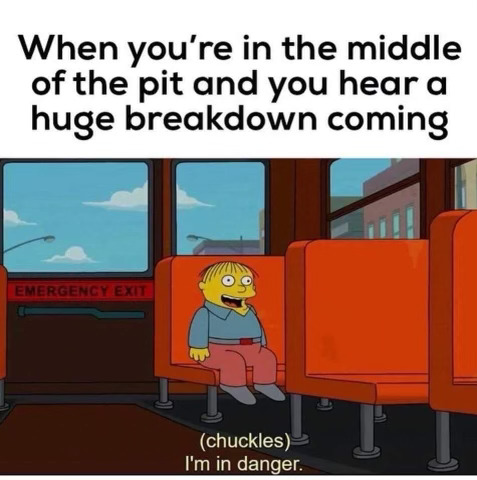 When you're in the middle
of the pit and you hear a
huge breakdown coming
EMERGENCY EXIT
(chuckles)
I'm in danger.